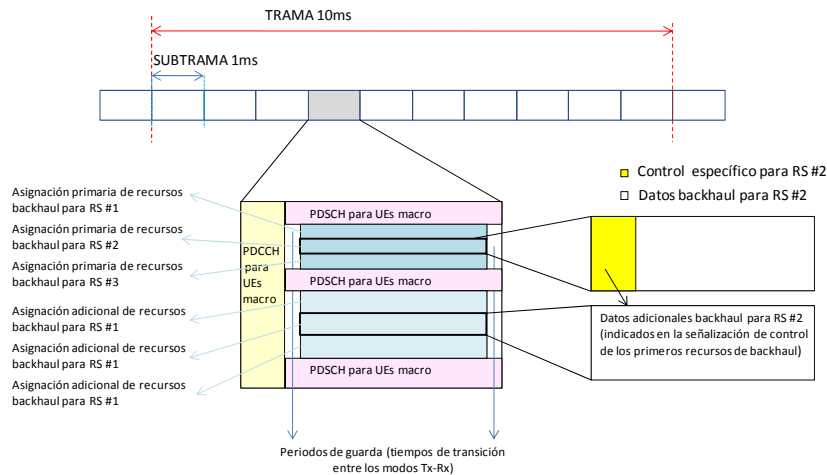 TRAMA 10ms
SUBTRAMA 1ms
Control específico para RS #2
Datos backhaul para RS #2
Asignación primaria de recursos
backhaul para RS #1
Asignación primaria de recursos
backhaul para RS #2
Asignación primaria de recursos
backhaul para RS #3
Asignación adicional de recursos
backhaul para RS #1
Asignación adicional de recursos
backhaul para RS #1
Asignación adicional de recursos
backhaul para RS #1
PDCCH
para
UEs
macro
PDSCH para UEs macro
PDSCH para UEs macro
PDSCH para UEs macro
Datos adicionales backhaul para RS #2
(indicados en la señalización de control
de los primeros recursos de backhaul)
Periodos de guarda (tiempos de transición
entre los modos Tx-Rx)